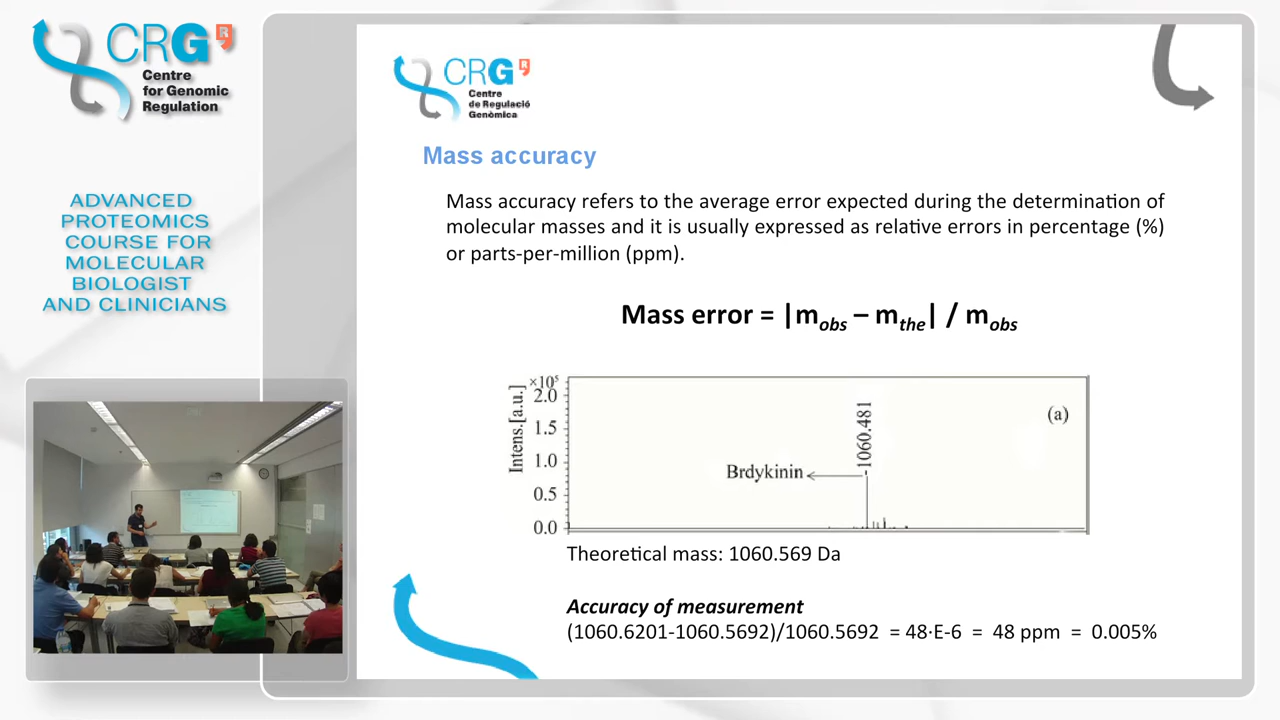 CRG
Centre
for Genomic
Regulation
ADVANCED
PROTEOMICS
COURSE FOR
MOLECULAR
BIOLOGIST
AND CLINICIANS
CRG
Centre
de Regulació
Genòmica
Mass accuracy
Mass accuracy refers to the average error expected during the determination of
molecular masses and it is usually expressed as relative errors in percentage (%)
or parts-per-million (ppm).
Mass error = |mobs – mthe| / mobs
×10⁵
2.0
1.5
1.0
0.5
0.0
Intens.[a.u.]
1060.481
(a)
Brdykinin
Theoretical mass: 1060.569 Da
Accuracy of measurement
(1060.6201-1060.5692)/1060.5692 = 48·E-6 = 48 ppm = 0.005%